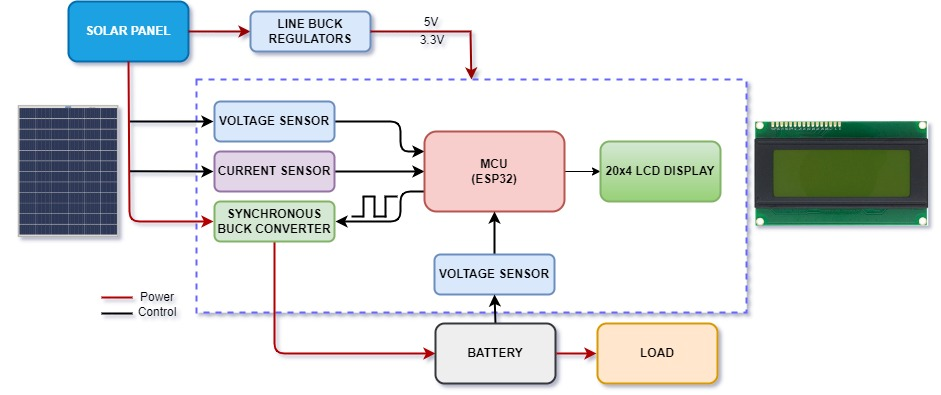 SOLAR PANEL
LINE BUCK
REGULATORS
5V
3.3V
VOLTAGE SENSOR
CURRENT SENSOR
SYNCHRONOUS
BUCK CONVERTER
MCU
(ESP32)
20x4 LCD DISPLAY
VOLTAGE SENSOR
Power
Control
BATTERY
LOAD